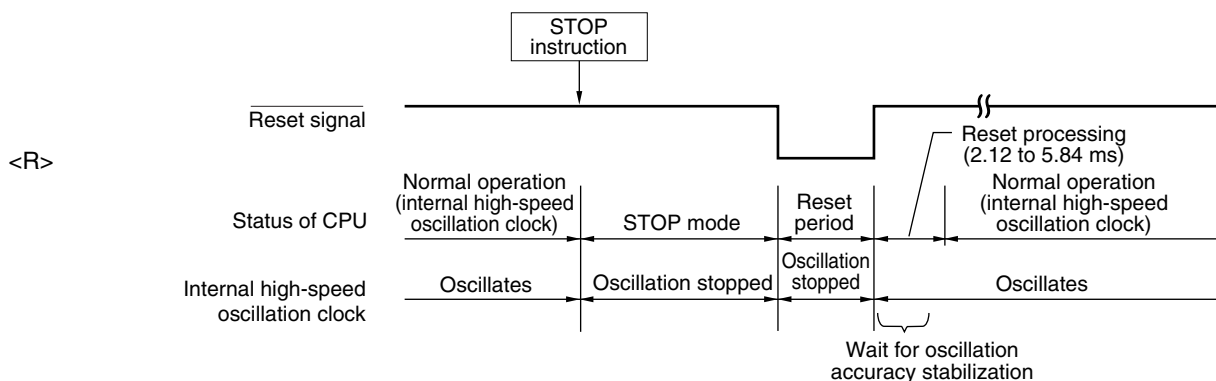 STOP
instruction
Reset signal
Reset processing
(2.12 to 5.84 ms)
<R>
Normal operation
(internal high-speed
oscillation clock)
Reset
period
Normal operation
(internal high-speed
oscillation clock)
Status of CPU
STOP mode
Oscillates
Oscillation stopped
Oscillation
stopped
Oscillates
Internal high-speed
oscillation clock
Wait for oscillation
accuracy stabilization